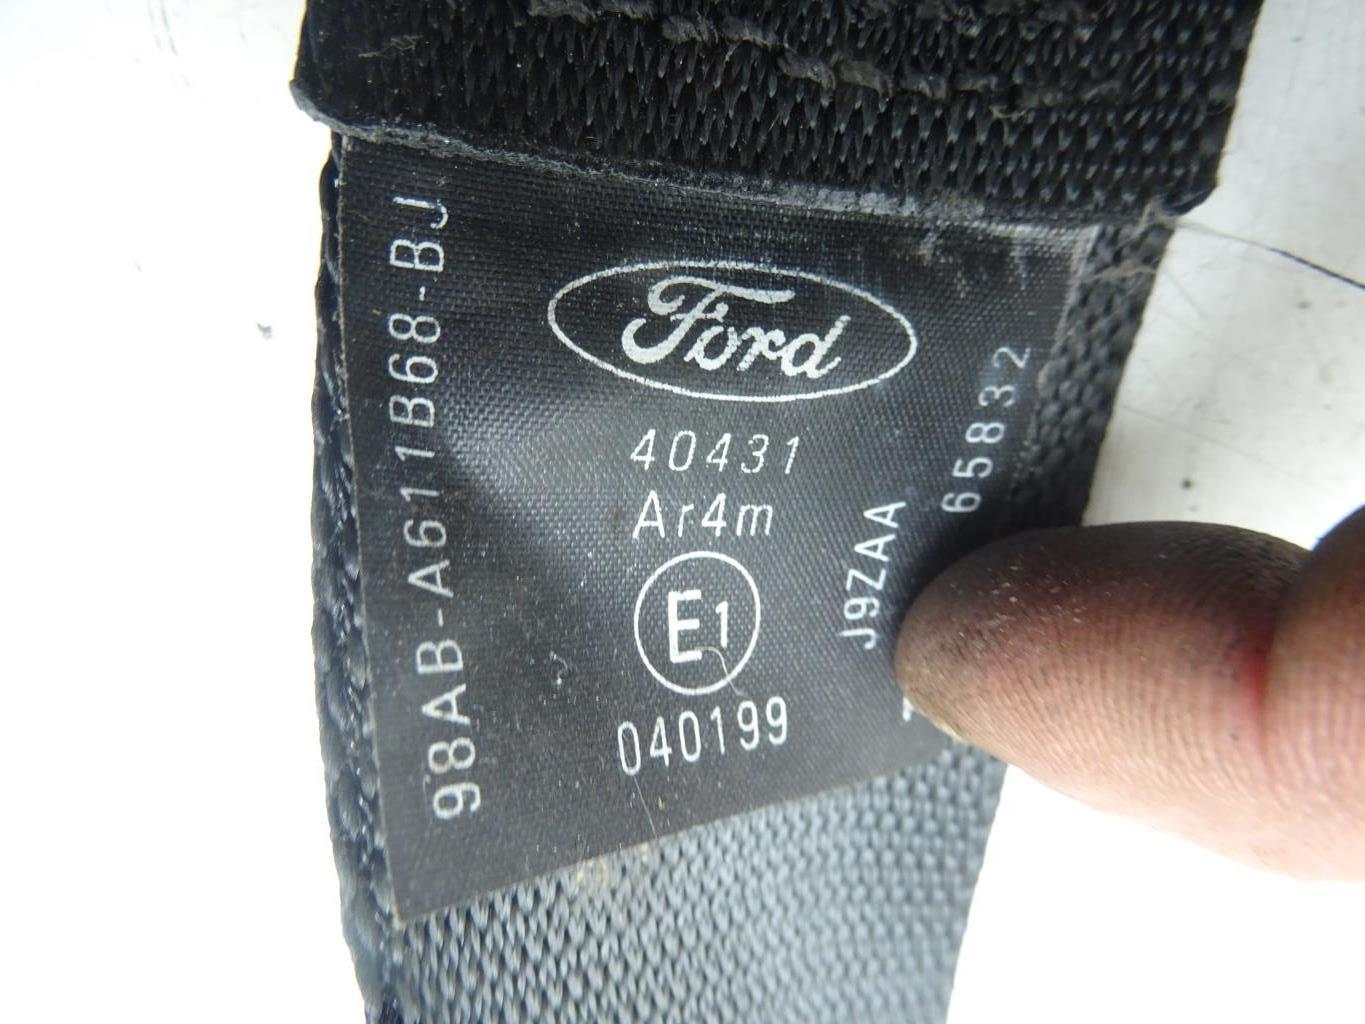 98AB-A611B68-BJ
Ford
40431
Ar4m
E1
040199
J9ZAA
65832